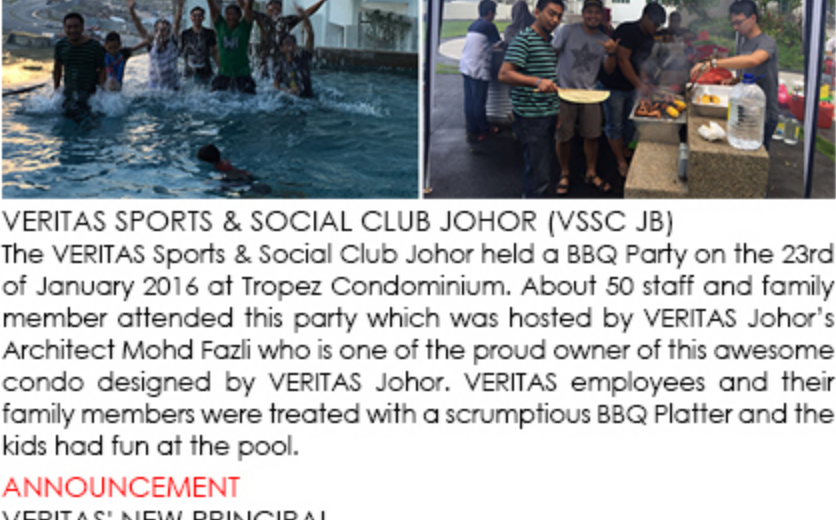 VERITAS SPORTS & SOCIAL CLUB JOHOR (VSSC JB)
The VERITAS Sports & Social Club Johor held a BBQ Party on the 23rd
of January 2016 at Tropez Condominium. About 50 staff and family
member attended this party which was hosted by VERITAS Johor's
Architect Mohd Fazli who is one of the proud owner of this awesome
condo designed by VERITAS Johor. VERITAS employees and their
family members were treated with a scrumptious BBQ Platter and the
kids had fun at the pool.
ANNOUNCEMENT
VERITAS' NEW PRINCIPAL